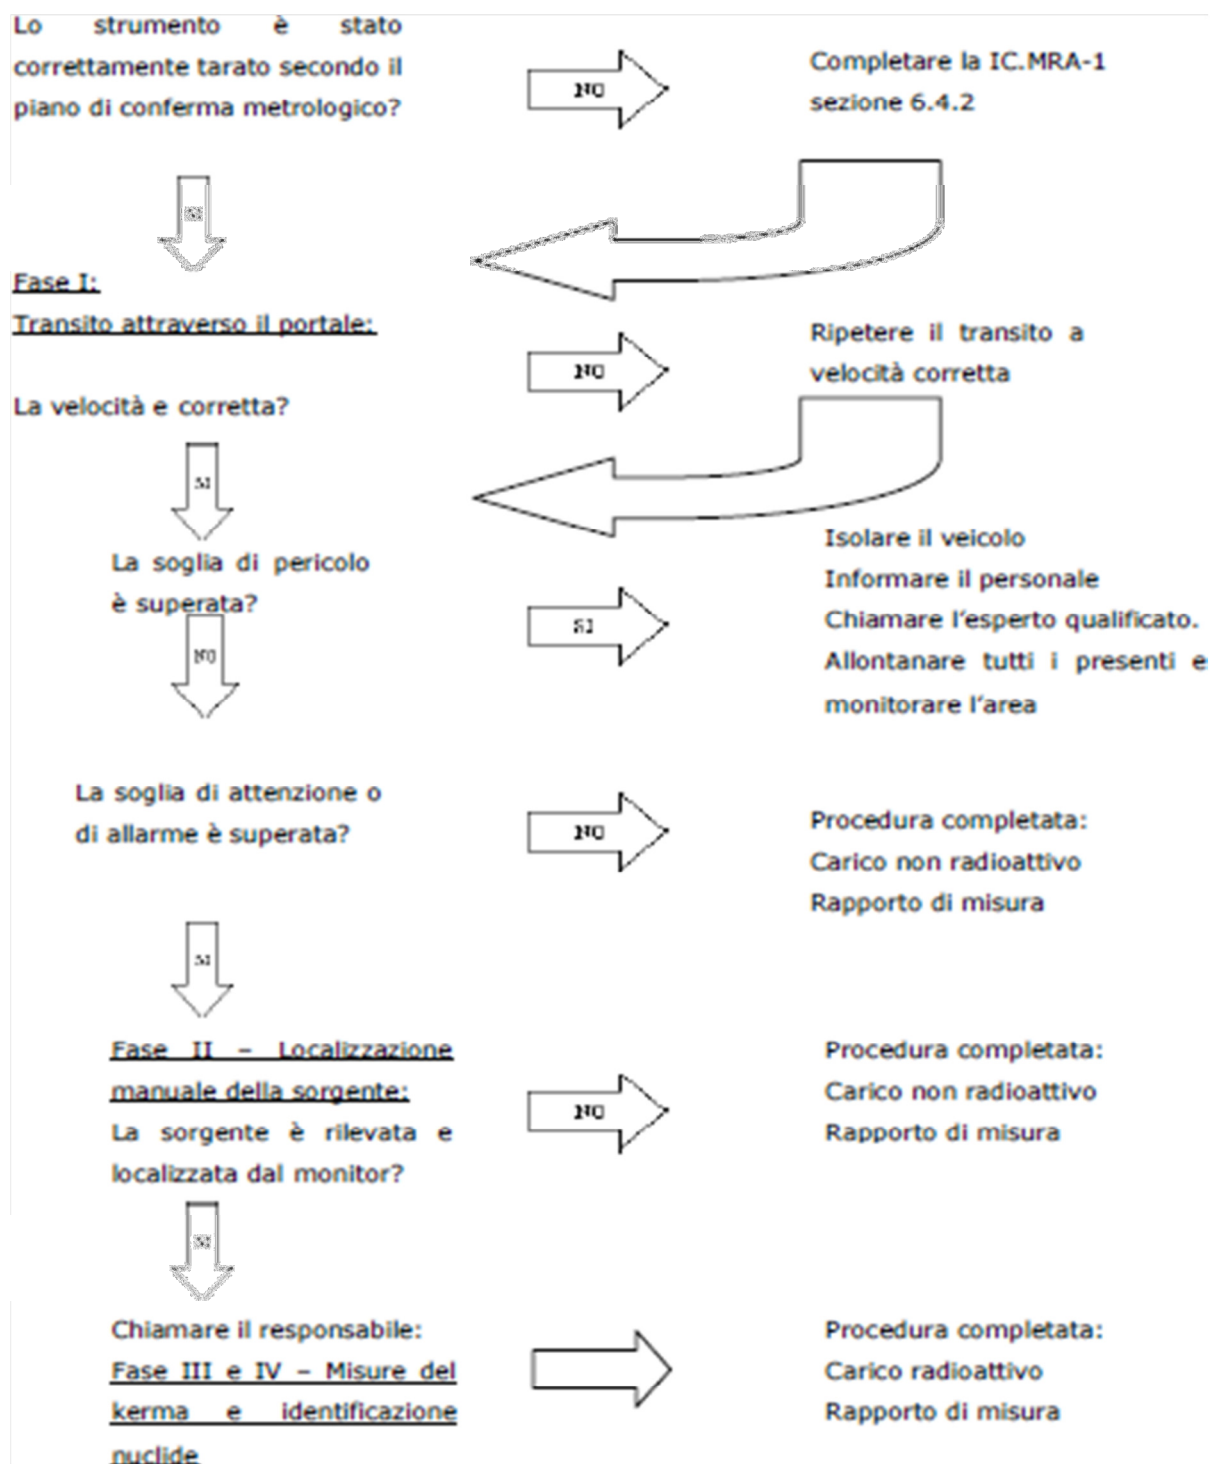 Lo strumento è stato
correttamente tarato secondo il
piano di conferma metrologico?
NO
Completare la IC.MRA-1
sezione 6.4.2
SI
Fase I:
Transito attraverso il portale:
La velocità e corretta?
NO
Ripetere il transito a
velocità corretta
SI
La soglia di pericolo
è superata?
SI
Isolare il veicolo
Informare il personale
Chiamare l'esperto qualificato.
Allontanare tutti i presenti e
monitorare l'area
NO
La soglia di attenzione o
di allarme è superata?
NO
Procedura completata:
Carico non radioattivo
Rapporto di misura
SI
Fase II – Localizzazione
manuale della sorgente:
La sorgente è rilevata e
localizzata dal monitor?
NO
Procedura completata:
Carico non radioattivo
Rapporto di misura
SI
Chiamare il responsabile:
Fase III e IV – Misure del
kerma e identificazione
nuclide
Procedura completata:
Carico radioattivo
Rapporto di misura